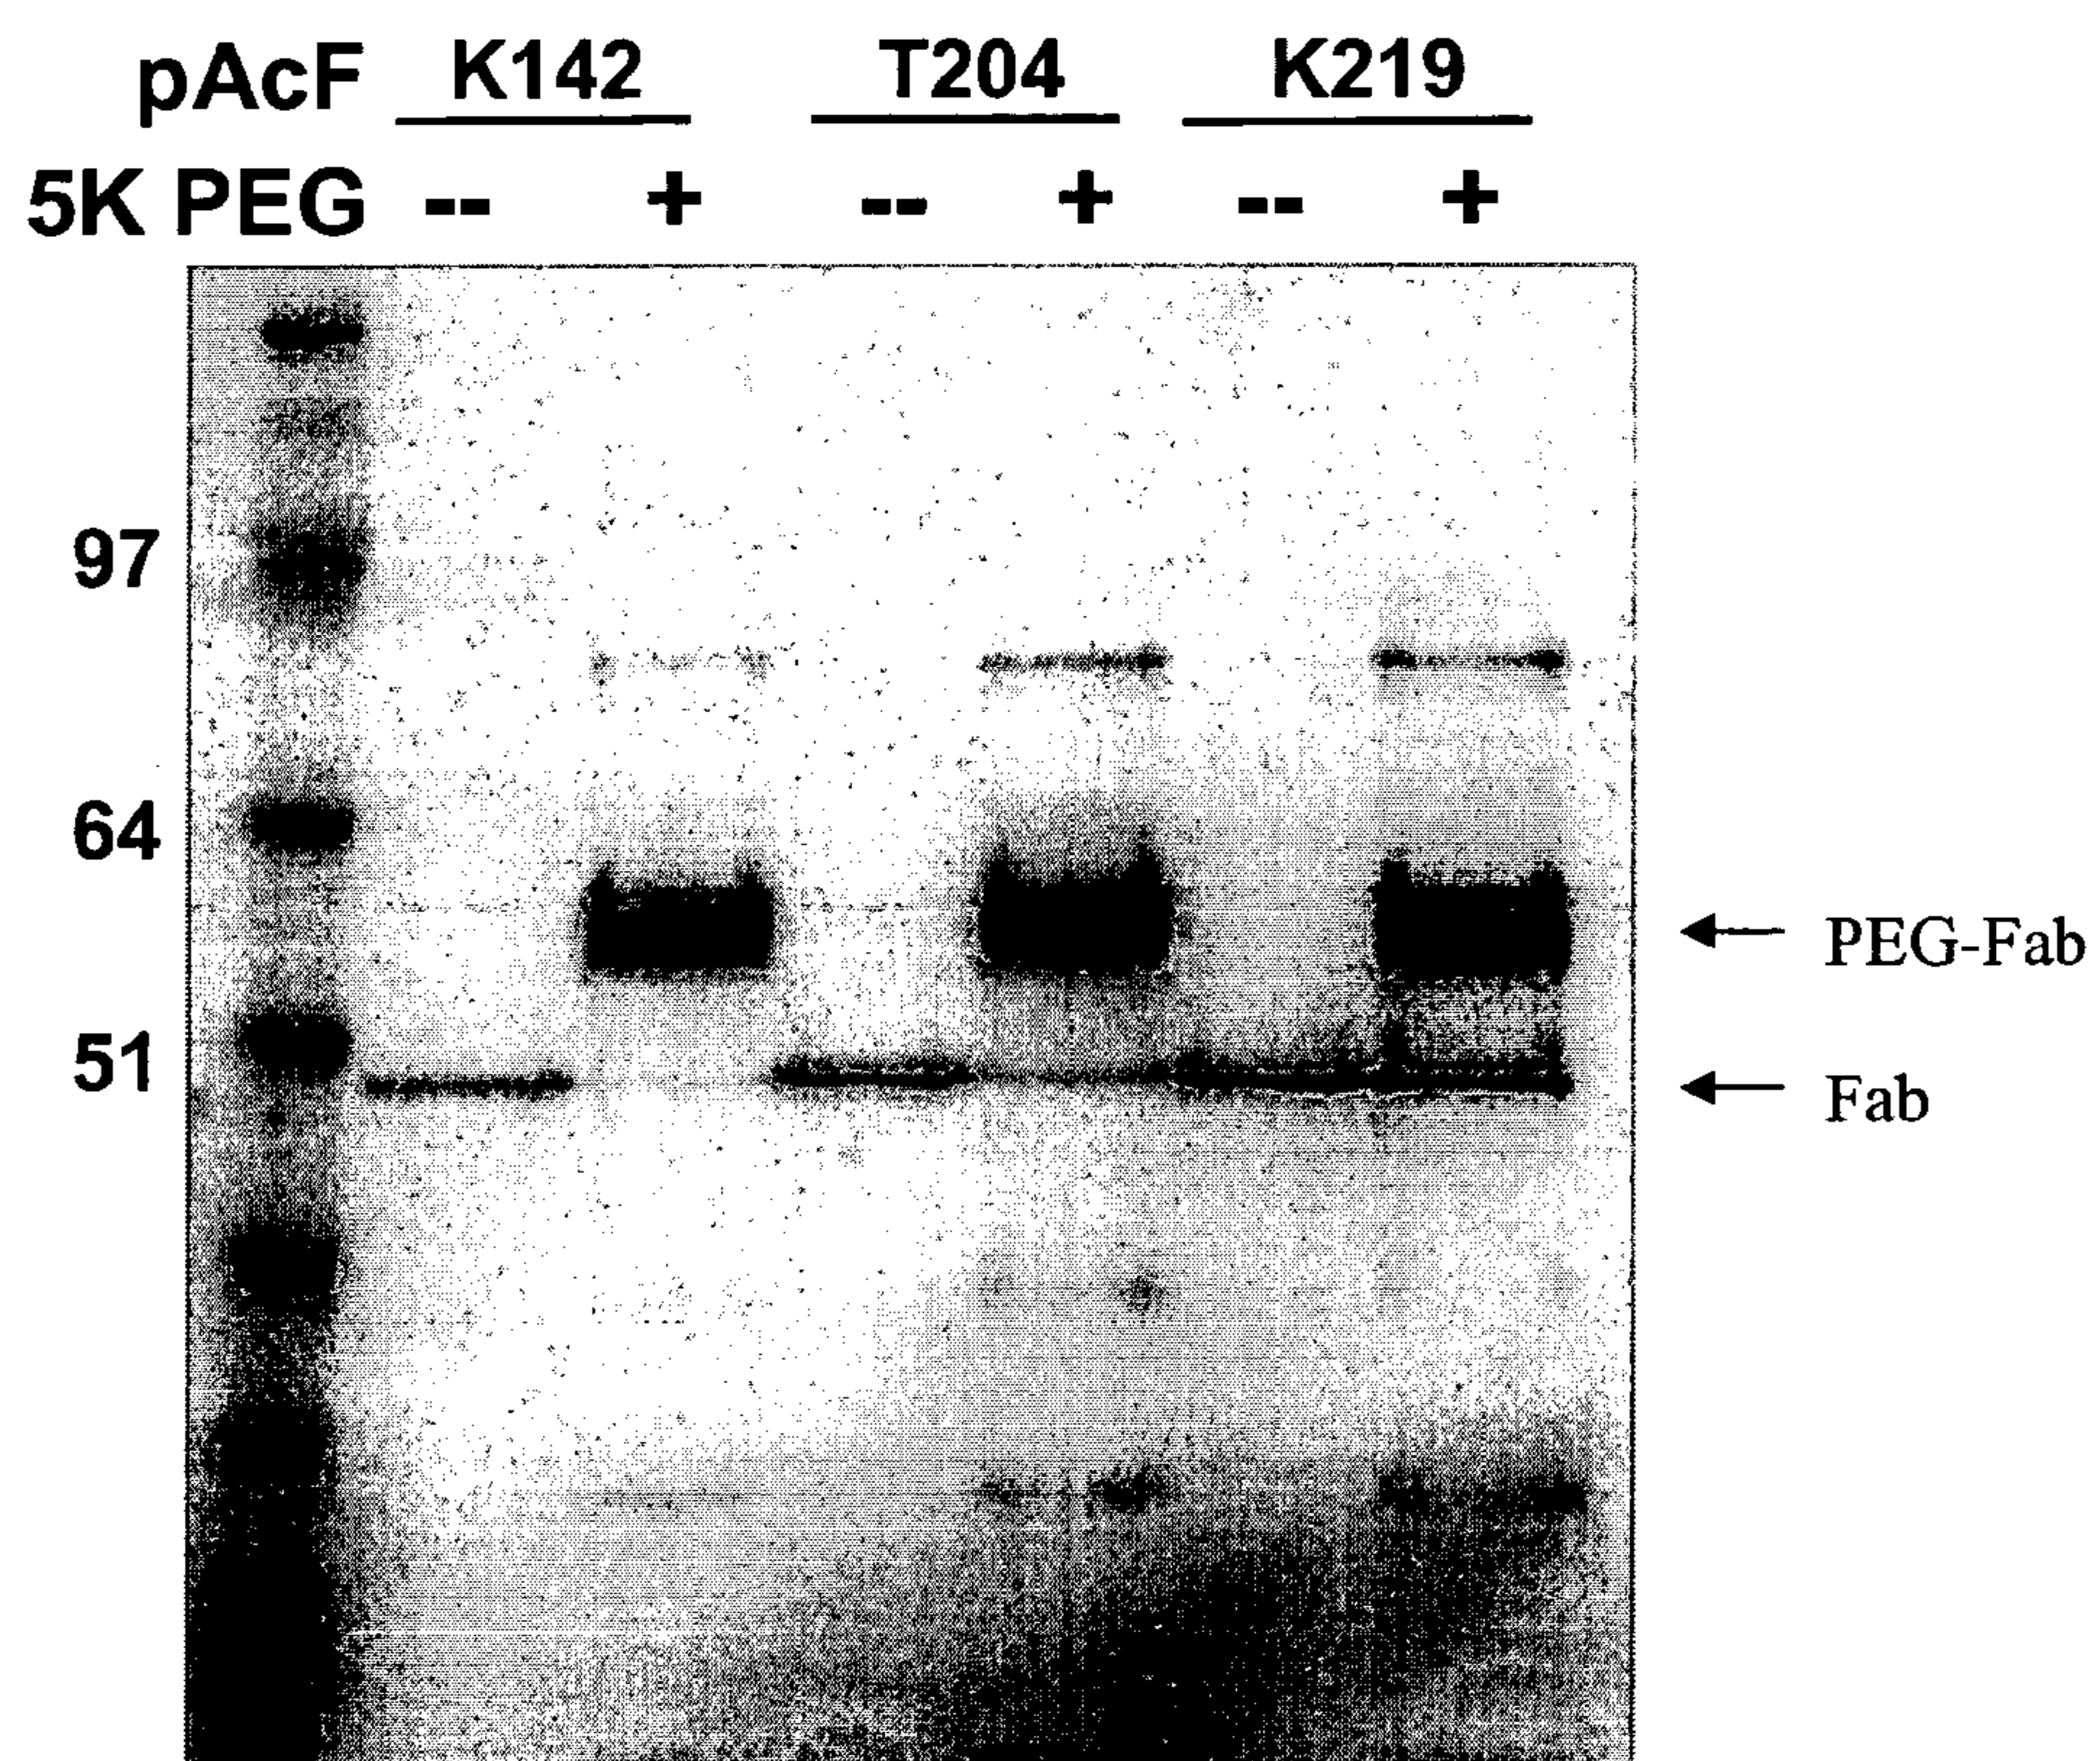 pAcF K142 T204 K219
5K PEG -- + -- + -- +
97
64
PEG-Fab
51
Fab